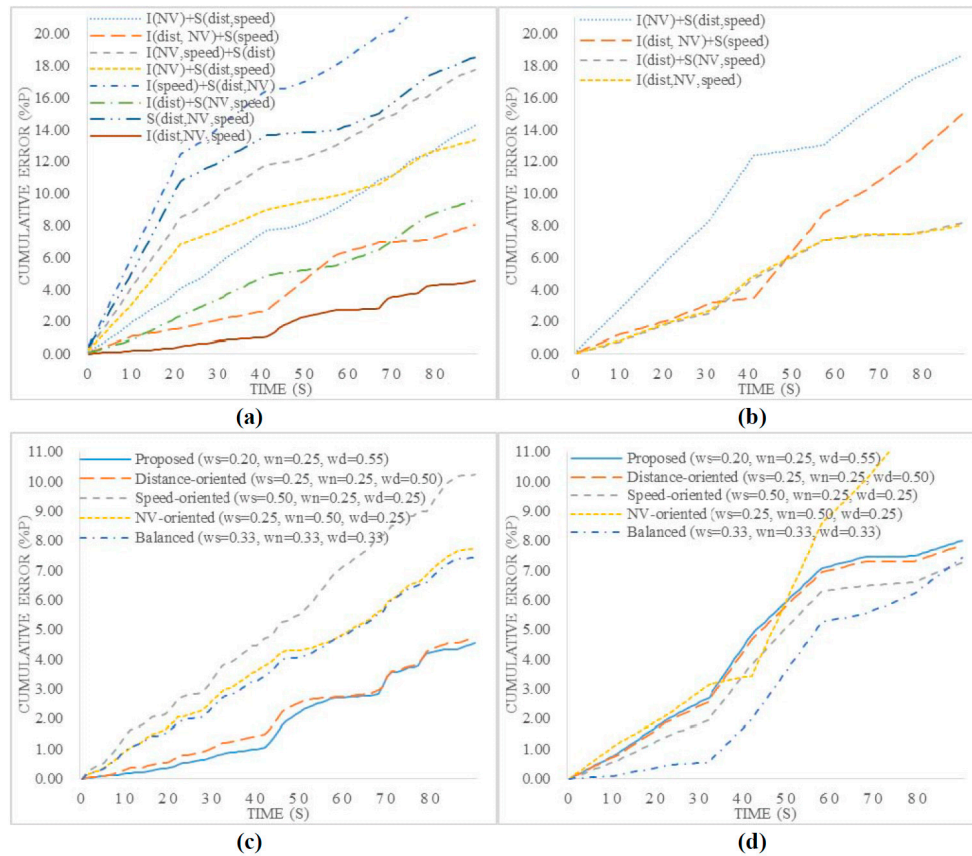 20.00
18.00
16.00
14.00
12.00
10.00
8.00
6.00
4.00
2.00
0.00
CUMULATIVE ERROR (%P)
I(NV)+S(dist,speed)
I(dist, NV)+S(speed)
I(NV,speed)+S(dist)
I(NV)+S(dist,speed)
I(speed)+S(dist,NV)
I(dist)+S(NV,speed)
S(dist,NV,speed)
I(dist,NV,speed)
0 10 20 30 40 50 60 70 80
TIME (S)
(a)
20.00
18.00
16.00
14.00
12.00
10.00
8.00
6.00
4.00
2.00
0.00
CUMULATIVE ERROR (%P)
I(NV)+S(dist,speed)
I(dist, NV)+S(speed)
I(dist)+S(NV,speed)
I(dist,NV,speed)
0 10 20 30 40 50 60 70 80
TIME (S)
(b)
11.00
10.00
9.00
8.00
7.00
6.00
5.00
4.00
3.00
2.00
1.00
0.00
CUMULATIVE ERROR (%P)
Proposed (ws=0.20, wn=0.25, wd=0.55)
Distance-oriented (ws=0.25, wn=0.25, wd=0.50)
Speed-oriented (ws=0.50, wn=0.25, wd=0.25)
NV-oriented (ws=0.25, wn=0.50, wd=0.25)
Balanced (ws=0.33, wn=0.33, wd=0.33)
0 10 20 30 40 50 60 70 80
TIME (S)
(c)
11.00
10.00
9.00
8.00
7.00
6.00
5.00
4.00
3.00
2.00
1.00
0.00
CUMULATIVE ERROR (%P)
Proposed (ws=0.20, wn=0.25, wd=0.55)
Distance-oriented (ws=0.25, wn=0.25, wd=0.50)
Speed-oriented (ws=0.50, wn=0.25, wd=0.25)
NV-oriented (ws=0.25, wn=0.50, wd=0.25)
Balanced (ws=0.33, wn=0.33, wd=0.33)
0 10 20 30 40 50 60 70 80
TIME (S)
(d)